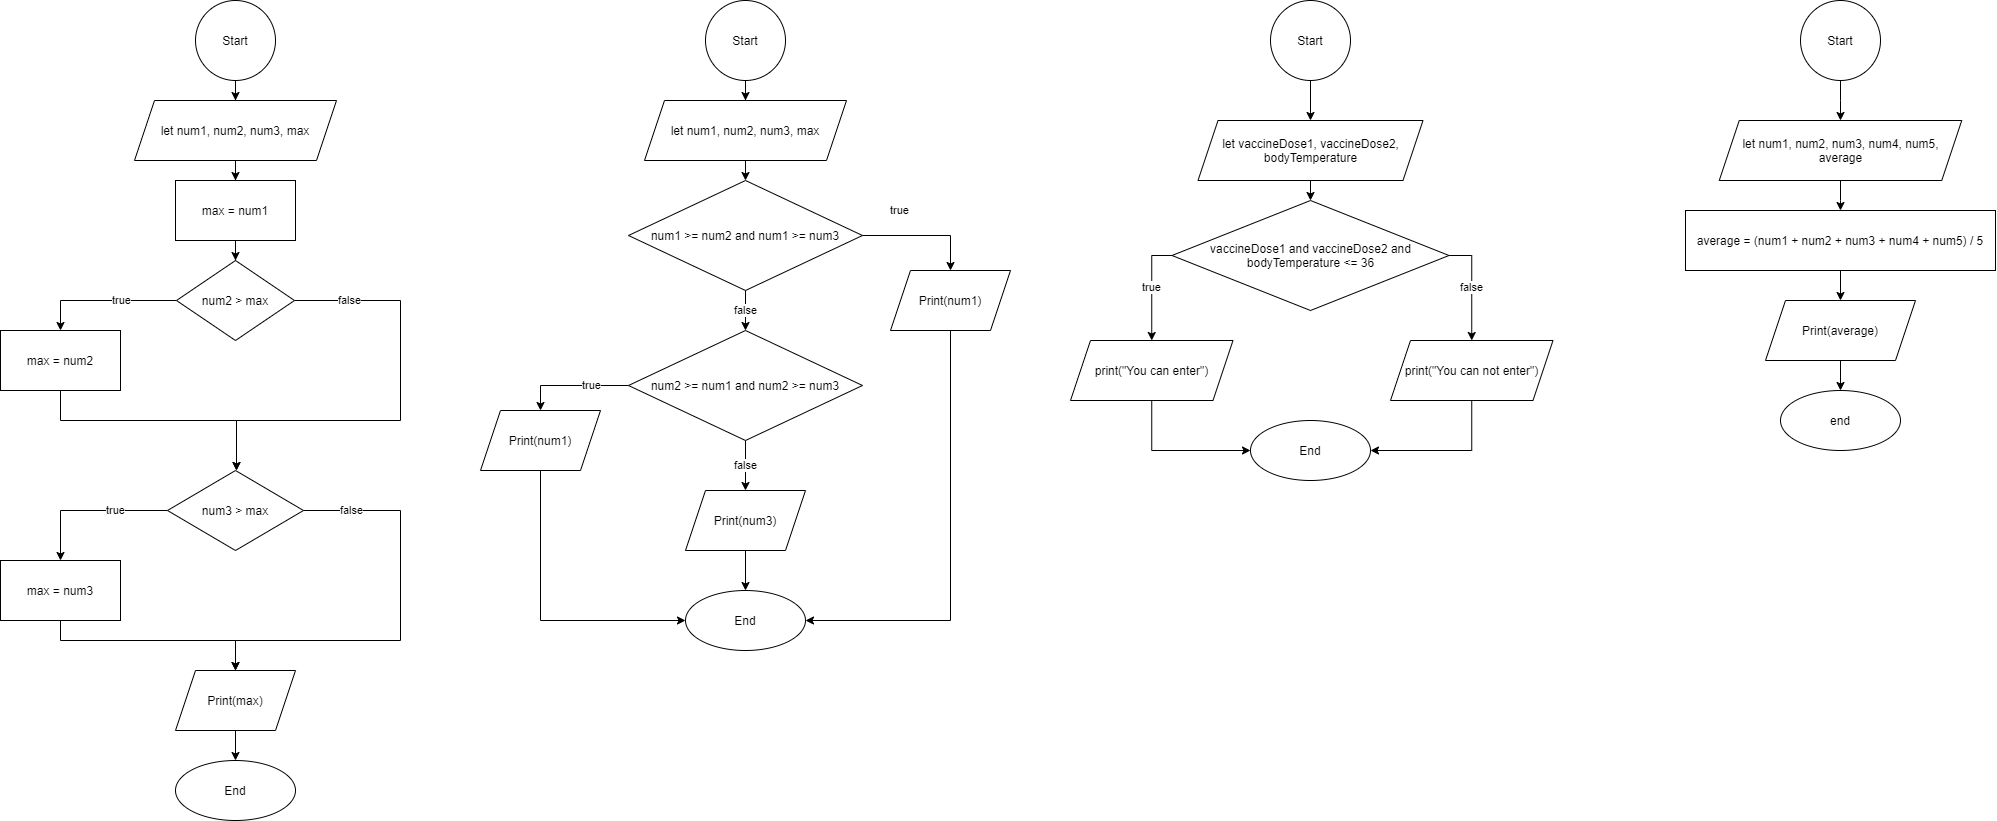 Start
let num1, num2, num3, max
max = num1
num2 > max
true
false
max = num2
num3 > max
true
false
max = num3
Print(max)
End
Start
let num1, num2, num3, max
num1 >= num2 and num1 >= num3
true
Print(num1)
false
num2 >= num1 and num2 >= num3
true
Print(num1)
false
Print(num3)
End
Start
let vaccineDose1, vaccineDose2,
bodyTemperature
vaccineDose1 and vaccineDose2 and
bodyTemperature <= 36
true
false
print("You can enter")
print("You can not enter")
End
Start
let num1, num2, num3, num4, num5,
average
average = (num1 + num2 + num3 + num4 + num5) / 5
Print(average)
end